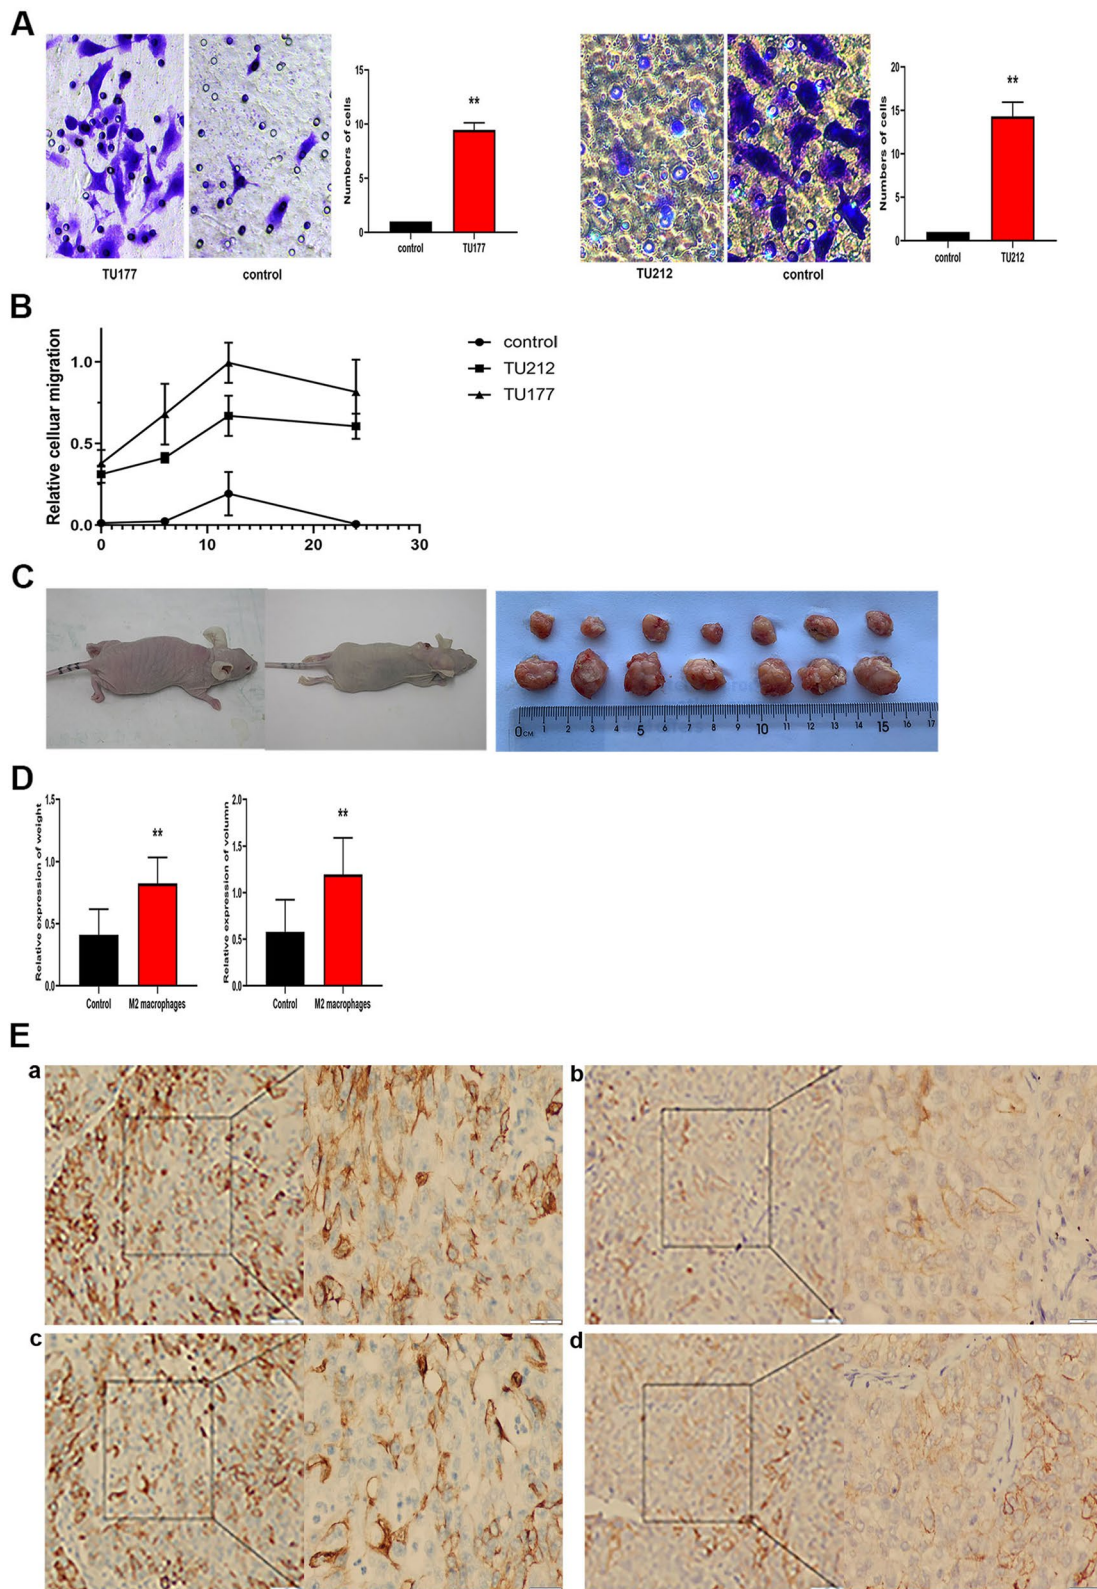 A
Numbers of cells
15
10
5
0
**
control
TU177
TU177
control
Numbers of cells
20
15
10
5
0
**
control
TU212
TU212
control
B
Relative celluar migration
1.0
0.5
0.0
0
10
20
30
control
TU212
TU177
C
0CM 1 2 3 4 5 6 7 8 9 10 11 12 13 14 15 16 17
D
Relative expression of weight
1.5
1.0
0.5
0.0
**
Control
M2 macrophages
Relative expression of volumn
2.0
1.5
1.0
0.5
0.0
**
Control
M2 macrophages
E
a
b
c
d